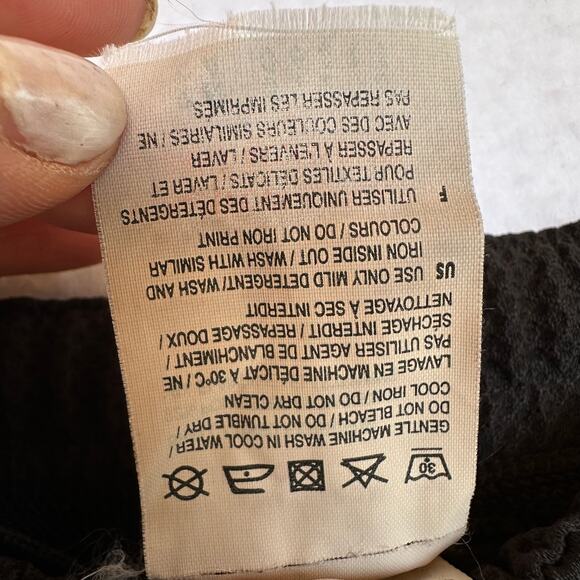 30
GENTLE MACHINE WASH IN COOL WATER/
DO NOT BLEACH / DO NOT TUMBLE DRY /
COOL IRON / DO NOT DRY CLEAN
LAVAGE EN MACHINE DÉLICAT À 30°C / NE
PAS UTILISER AGENT DE BLANCHIMENT /
SÉCHAGE INTERDIT / REPASSAGE DOUX /
NETTOYAGE À SEC INTERDIT
US USE ONLY MILD DETERGENT/ WASH AND
IRON INSIDE OUT / WASH WITH SIMILAR
COLOURS / DO NOT IRON PRINT
F UTILISER UNIQUEMENT DES DÉTERGENTS
POUR TEXTILES DÉLICATS / LAVER ET
REPASSER À L'ENVERS / LAVER
AVEC DES COULEURS SIMILAIRES / NE
PAS REPASSER LES IMPRIMÉS